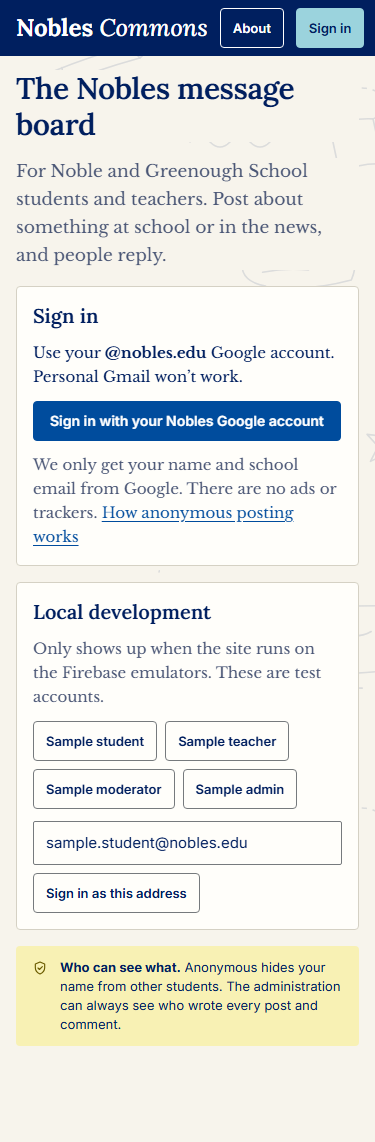 Nobles Commons About Sign in
The Nobles message
board
For Noble and Greenough School
students and teachers. Post about
something at school or in the news,
and people reply.
Sign in
Use your @nobles.edu Google account.
Personal Gmail won’t work.
Sign in with your Nobles Google account
We only get your name and school
email from Google. There are no ads or
trackers. How anonymous posting
works
Local development
Only shows up when the site runs on
the Firebase emulators. These are test
accounts.
Sample student Sample teacher
Sample moderator Sample admin
sample.student@nobles.edu
Sign in as this address
Who can see what. Anonymous hides your
name from other students. The administration
can always see who wrote every post and
comment.